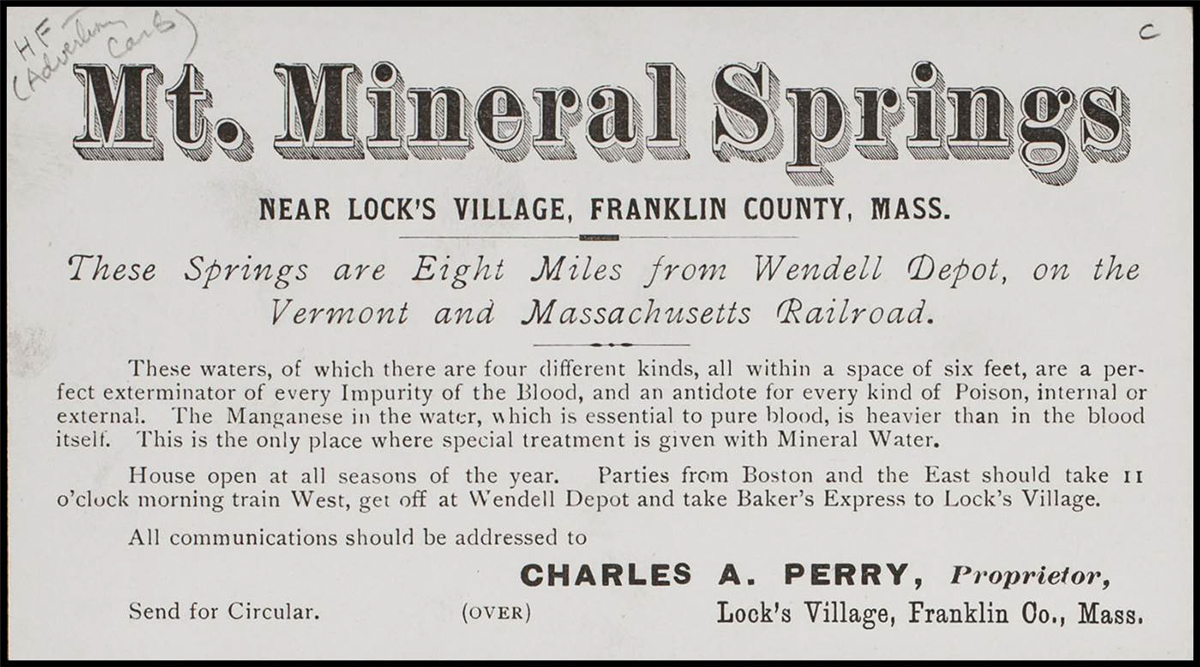 HF
(Advertising
Cards)
C
Mt. Mineral Springs
NEAR LOCK'S VILLAGE, FRANKLIN COUNTY, MASS.
These Springs are Eight Miles from Wendell Depot, on the
Vermont and Massachusetts Railroad.
These waters, of which there are four different kinds, all within a space of six feet, are a per-
fect exterminator of every Impurity of the Blood, and an antidote for every kind of Poison, internal or
external. The Manganese in the water, which is essential to pure blood, is heavier than in the blood
itself. This is the only place where special treatment is given with Mineral Water.
House open at all seasons of the year. Parties from Boston and the East should take 11
o'clock morning train West, get off at Wendell Depot and take Baker's Express to Lock's Village.
All communications should be addressed to
CHARLES A. PERRY, Proprietor,
Send for Circular. (OVER) Lock's Village, Franklin Co., Mass.